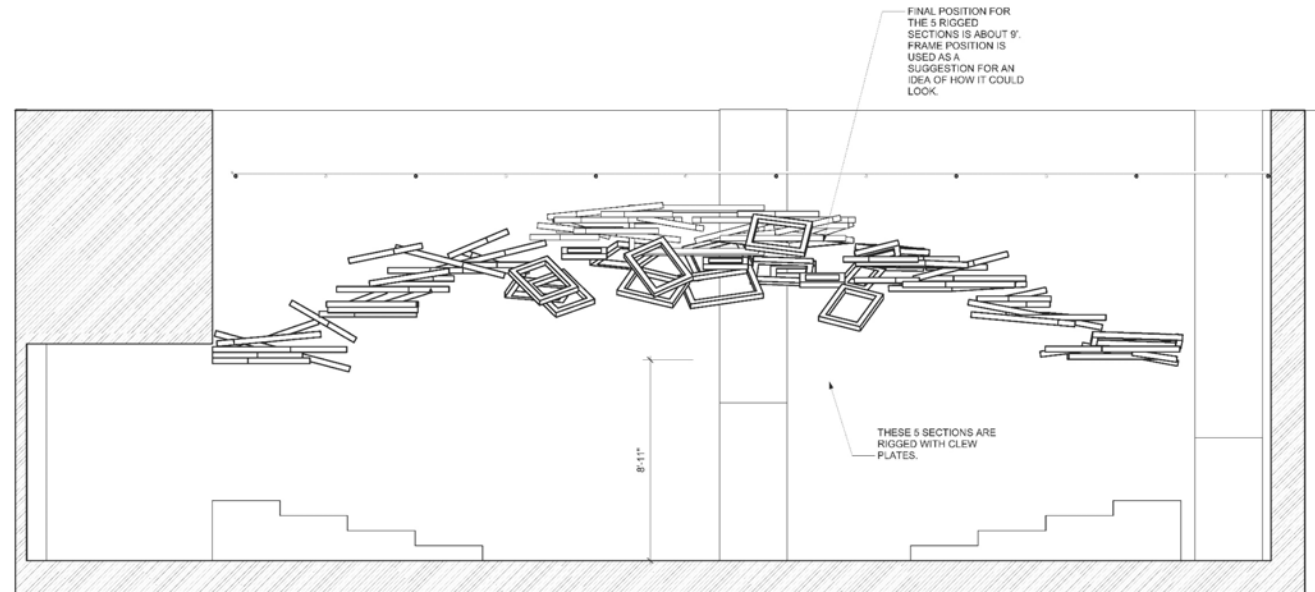 FINAL POSITION FOR
THE 5 RIGGED
SECTIONS IS ABOUT 9'.
FRAME POSITION IS
USED AS A
SUGGESTION FOR AN
IDEA OF HOW IT COULD
LOOK.
8'-11"
THESE 5 SECTIONS ARE
RIGGED WITH CLEW
PLATES.